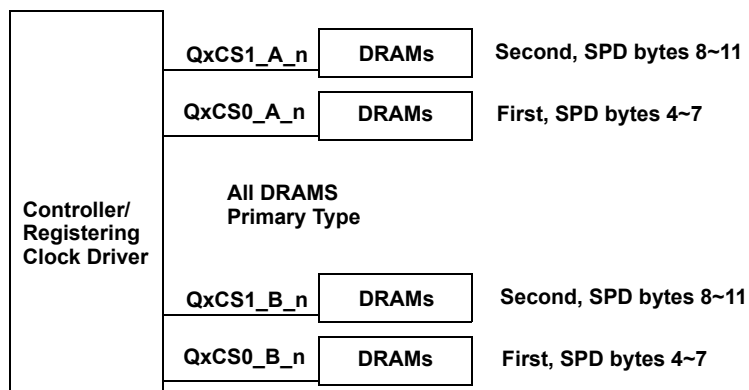 QxCS1_A_n DRAMs Second, SPD bytes 8~11
QxCS0_A_n DRAMs First, SPD bytes 4~7
All DRAMS
Primary Type
Controller/
Registering
Clock Driver
QxCS1_B_n DRAMs Second, SPD bytes 8~11
QxCS0_B_n DRAMs First, SPD bytes 4~7